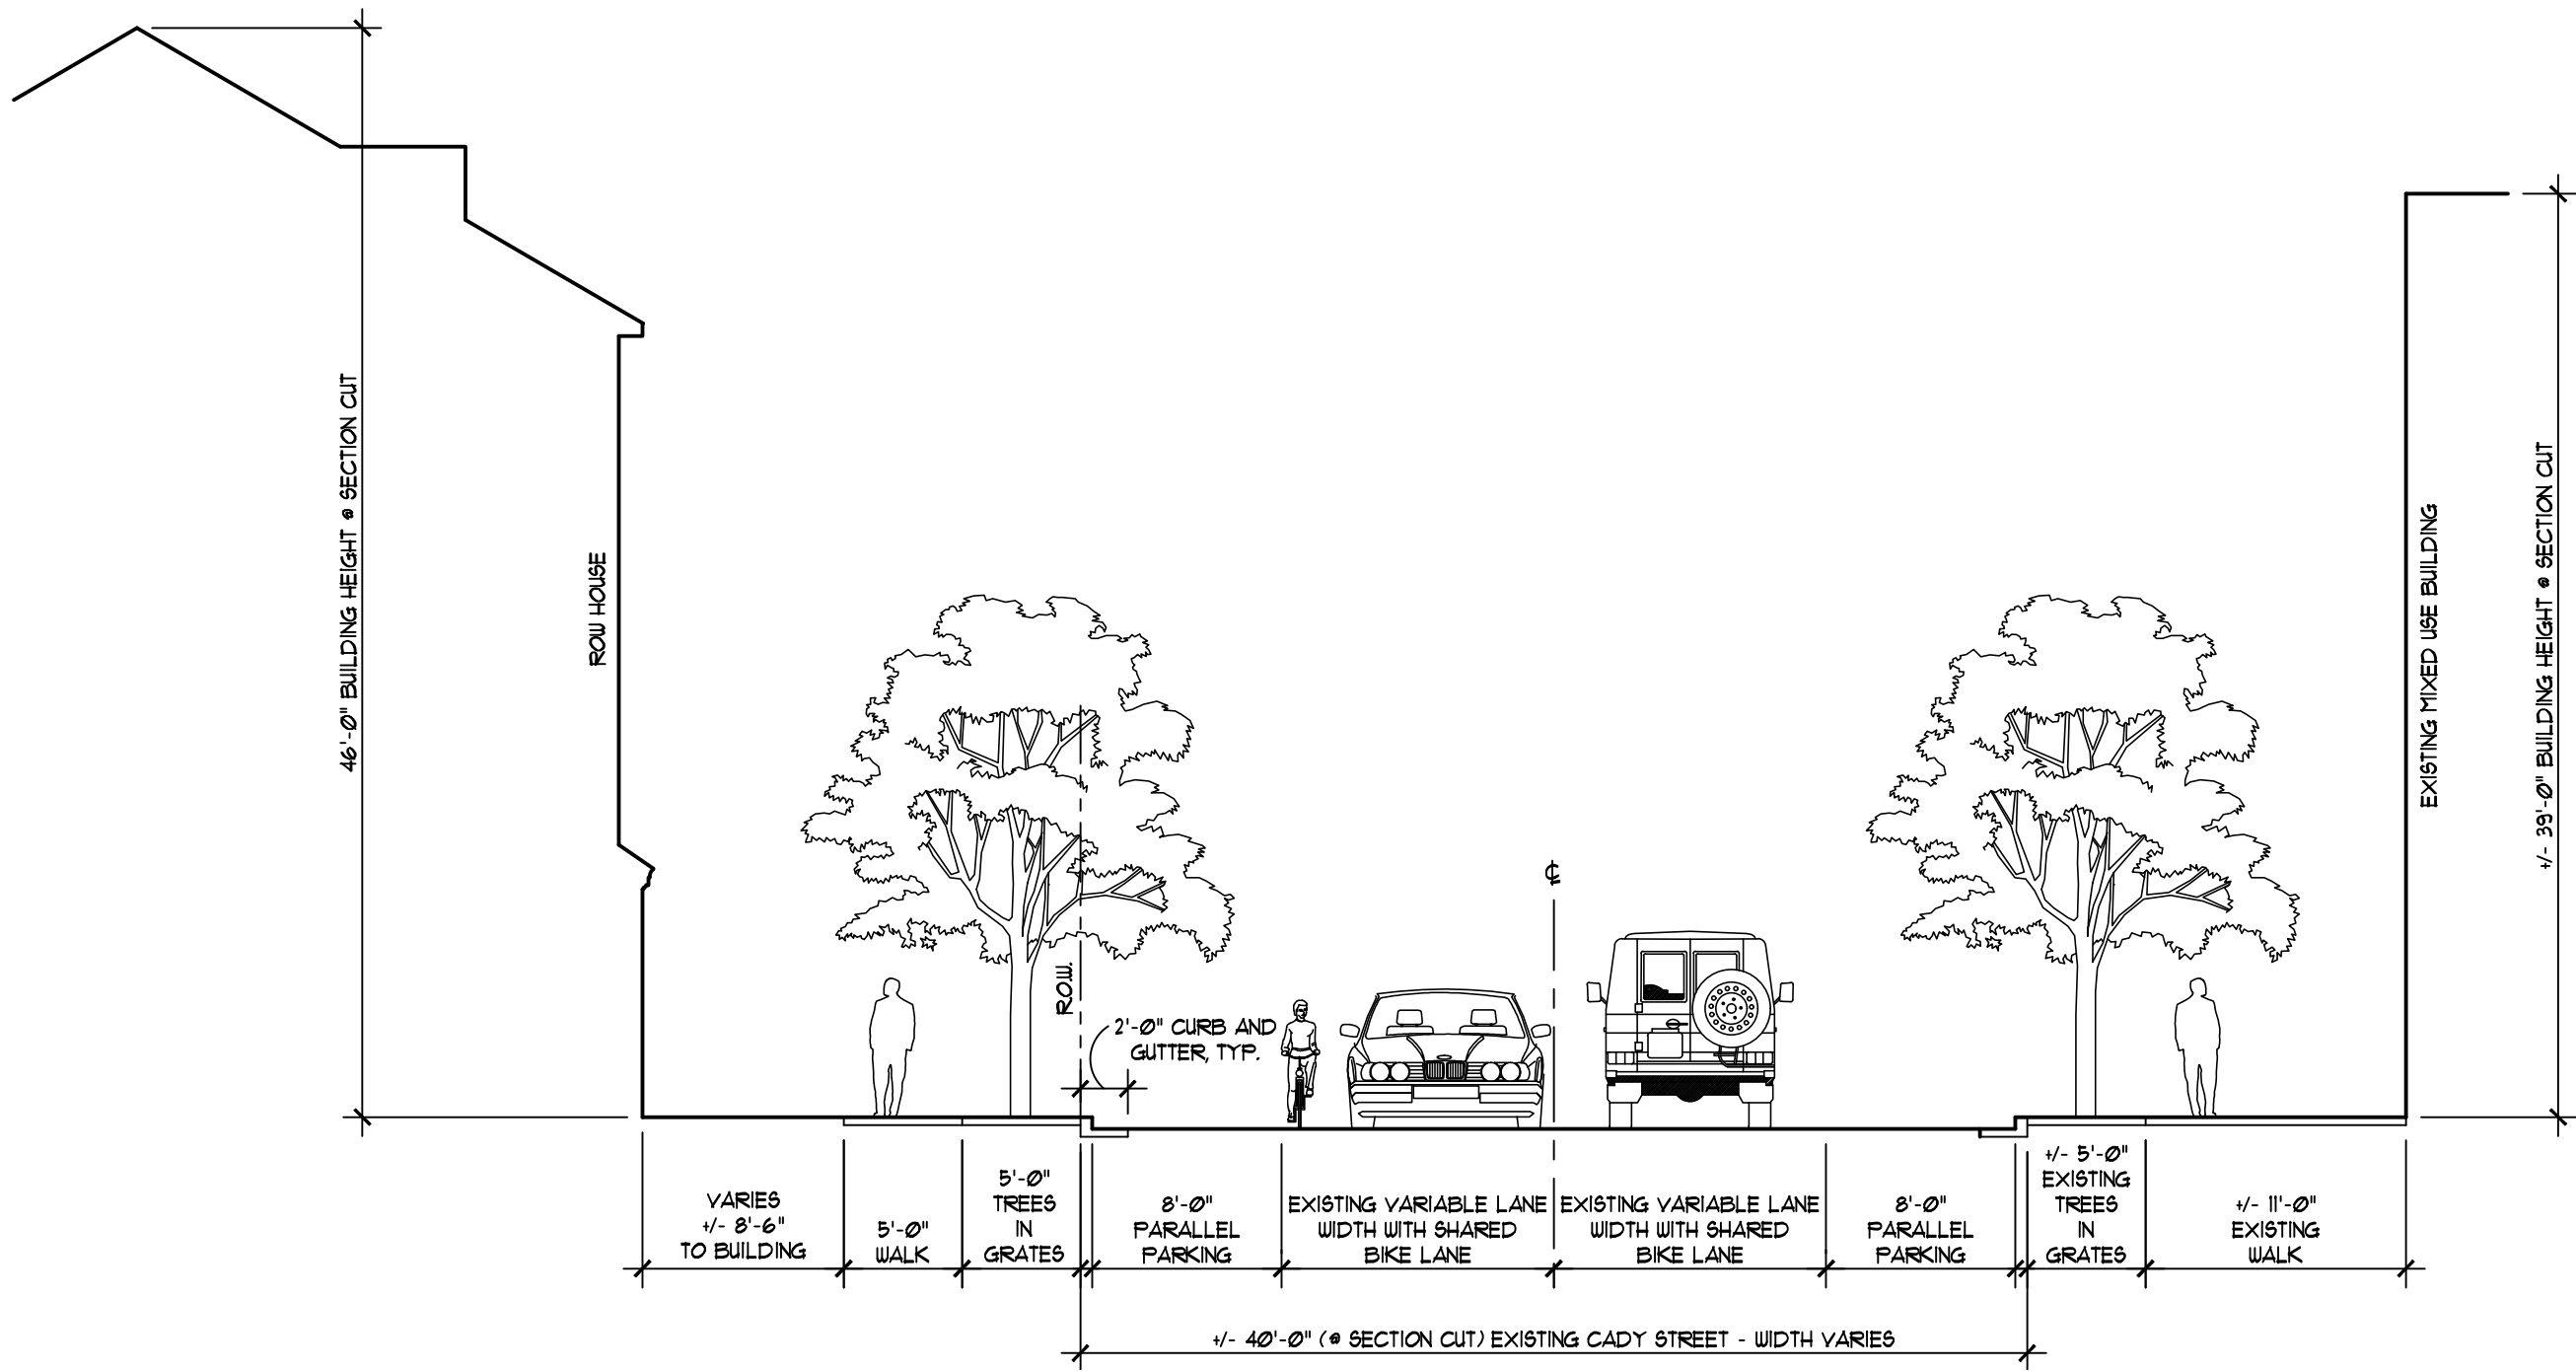 46'-0" BUILDING HEIGHT @ SECTION CUT
ROW HOUSE
R.O.W.
2'-0" CURB AND
GUTTER, TYP.
℄
EXISTING MIXED USE BUILDING
+/- 39'-0" BUILDING HEIGHT @ SECTION CUT
VARIES
+/- 8'-6"
TO BUILDING
5'-0"
WALK
5'-0"
TREES
IN
GRATES
8'-0"
PARALLEL
PARKING
EXISTING VARIABLE LANE
WIDTH WITH SHARED
BIKE LANE
EXISTING VARIABLE LANE
WIDTH WITH SHARED
BIKE LANE
8'-0"
PARALLEL
PARKING
+/- 5'-0"
EXISTING
TREES
IN
GRATES
+/- 11'-0"
EXISTING
WALK
+/- 40'-0" (@ SECTION CUT) EXISTING CADY STREET - WIDTH VARIES